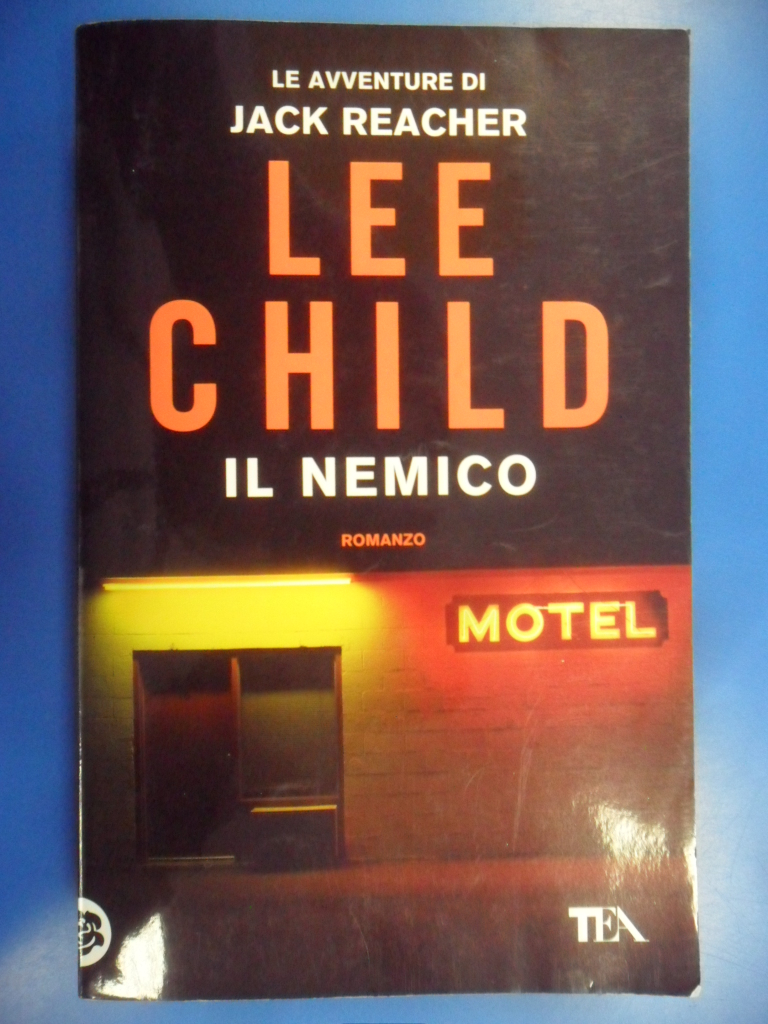 LE AVVENTURE DI
JACK REACHER
LEE
CHILD
IL NEMICO
ROMANZO
MOTEL
TEA